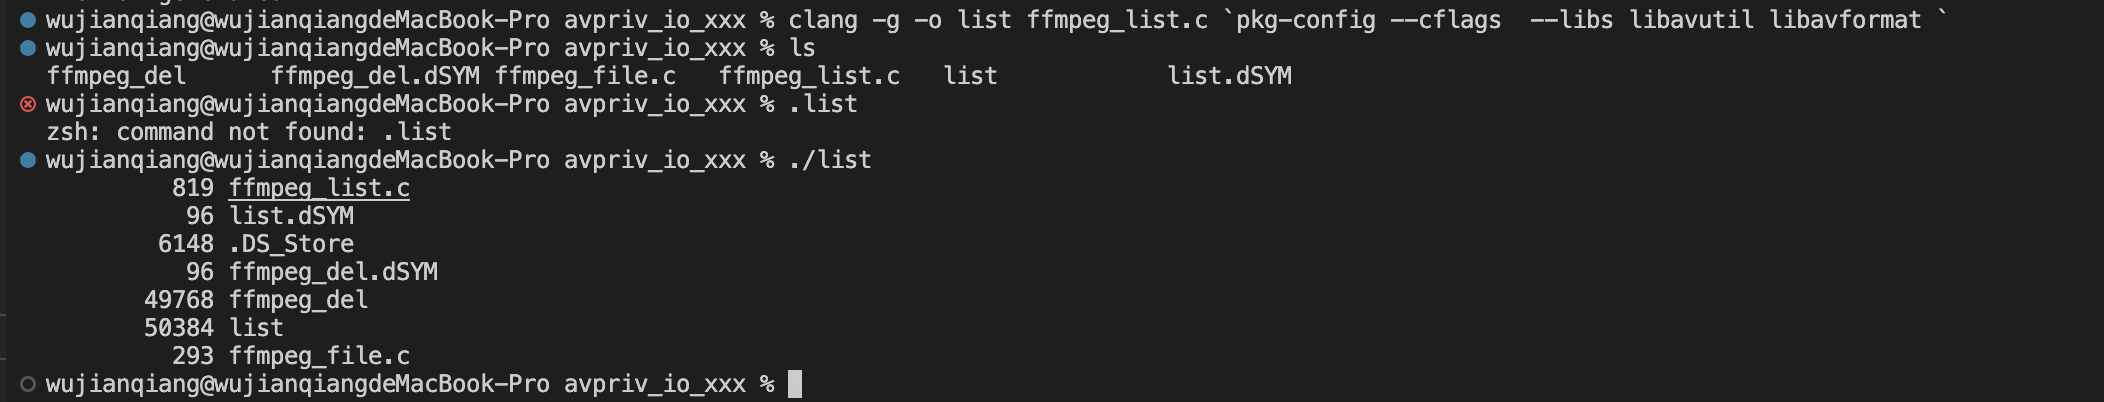 wujianqiang@wujianqiangdeMacBook-Pro avpriv_io_xxx % clang -g -o list ffmpeg_list.c `pkg-config --cflags  --libs libavutil libavformat `
wujianqiang@wujianqiangdeMacBook-Pro avpriv_io_xxx % ls
ffmpeg_del      ffmpeg_del.dSYM ffmpeg_file.c   ffmpeg_list.c   list            list.dSYM
wujianqiang@wujianqiangdeMacBook-Pro avpriv_io_xxx % .list
zsh: command not found: .list
wujianqiang@wujianqiangdeMacBook-Pro avpriv_io_xxx % ./list
         819 ffmpeg_list.c
          96 list.dSYM
        6148 .DS_Store
          96 ffmpeg_del.dSYM
       49768 ffmpeg_del
       50384 list
         293 ffmpeg_file.c
wujianqiang@wujianqiangdeMacBook-Pro avpriv_io_xxx %